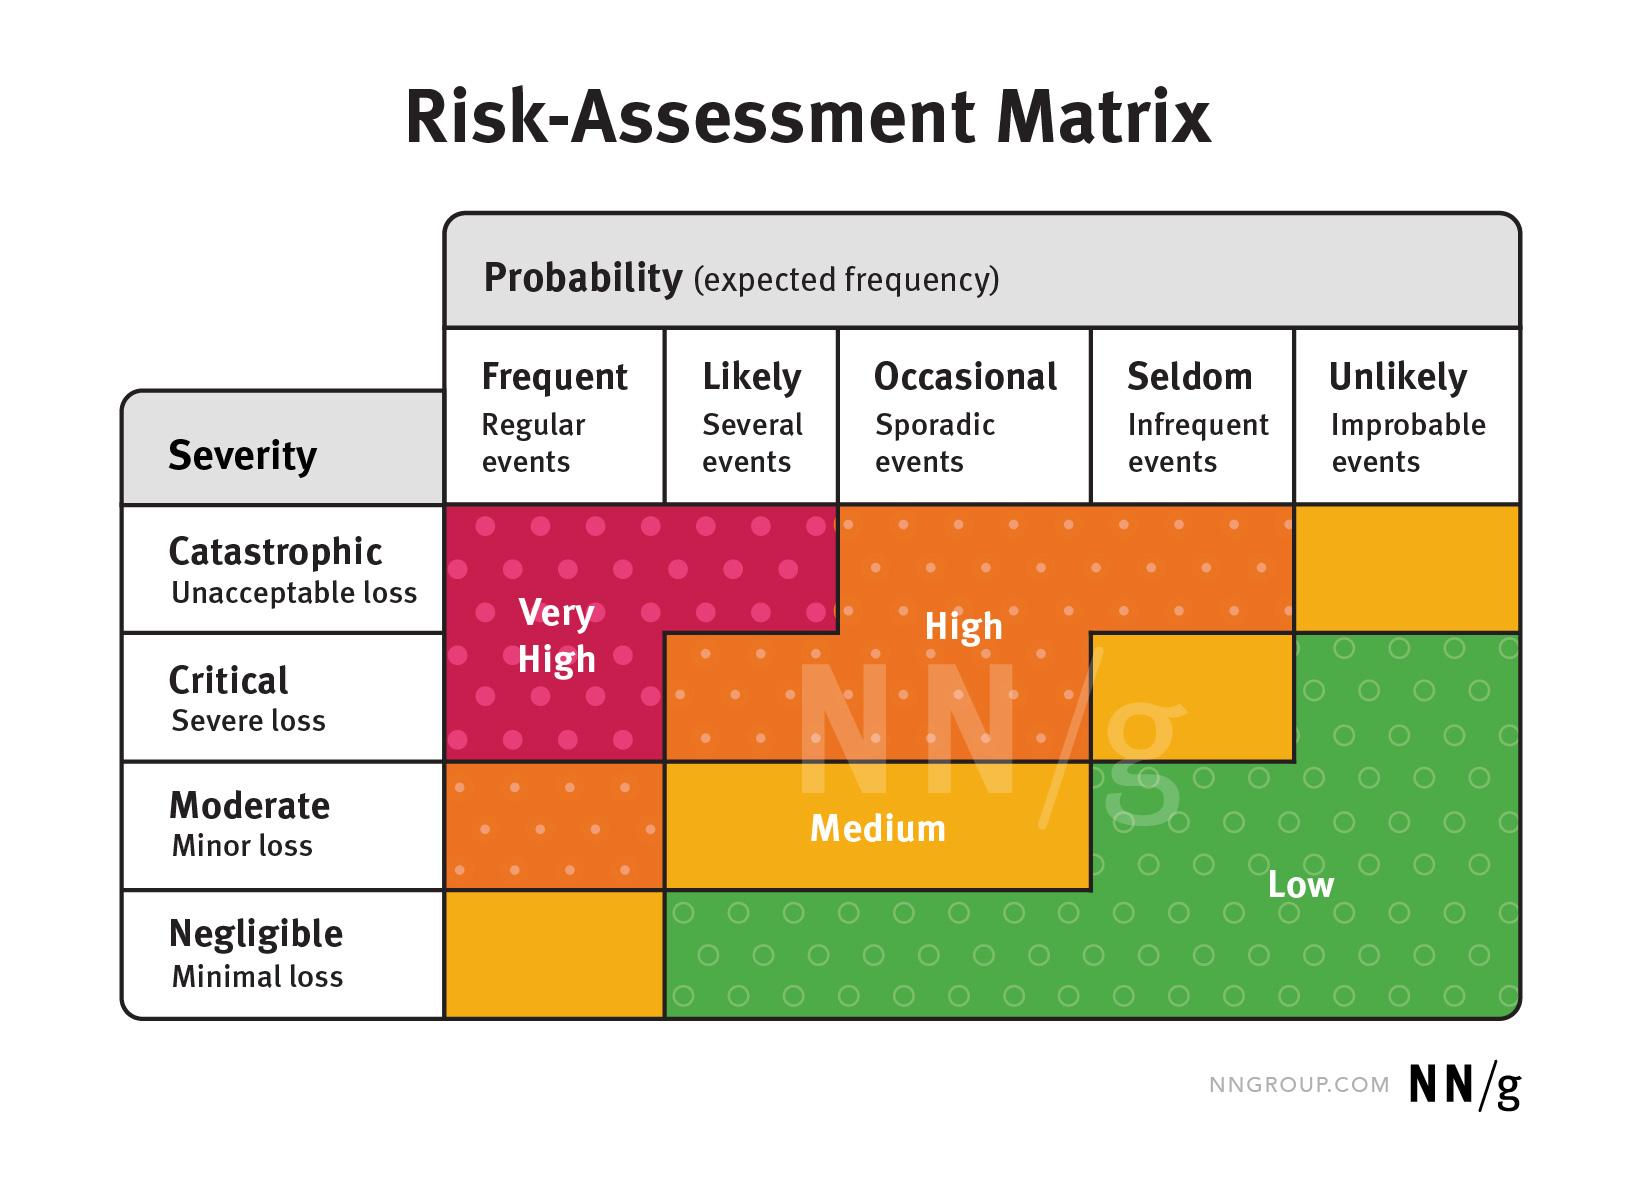 Risk-Assessment Matrix
Probability (expected frequency)
Severity
Frequent
Regular
events
Likely
Several
events
Occasional
Sporadic
events
Seldom
Infrequent
events
Unlikely
Improbable
events
Catastrophic
Unacceptable loss
Critical
Severe loss
Moderate
Minor loss
Negligible
Minimal loss
Very
High
High
Medium
Low
NN/g
NNGROUP.COM NN/g